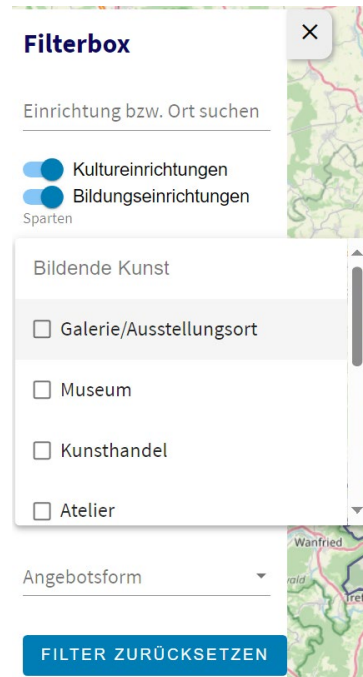 Filterbox
Einrichtung bzw. Ort suchen
Kultureinrichtungen
Bildungseinrichtungen
Sparten
Bildende Kunst
Galerie/Ausstellungsort
Museum
Kunsthandel
Atelier
Wanfried
Angebotsform
FILTER ZURÜCKSETZEN